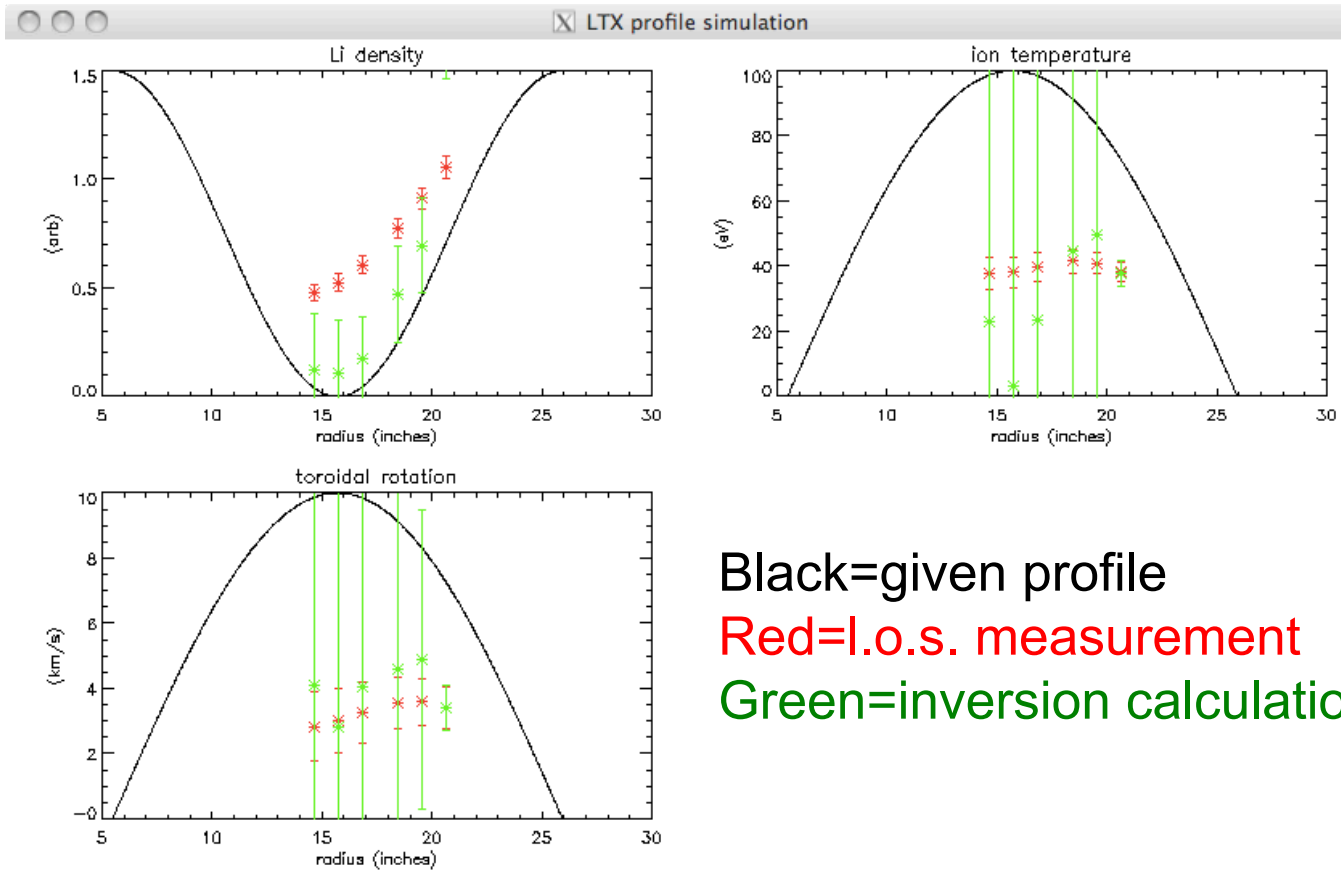 LTX profile simulation
Li density
1.5
1.0
0.5
0.0
(arb)
5 10 15 20 25 30
radius (inches)
ion temperature
100
80
60
40
20
0
(eV)
5 10 15 20 25 30
radius (inches)
toroidal rotation
10
8
6
4
2
-0
(km/s)
5 10 15 20 25 30
radius (inches)
Black=given profile
Red=l.o.s. measurement
Green=inversion calculatio